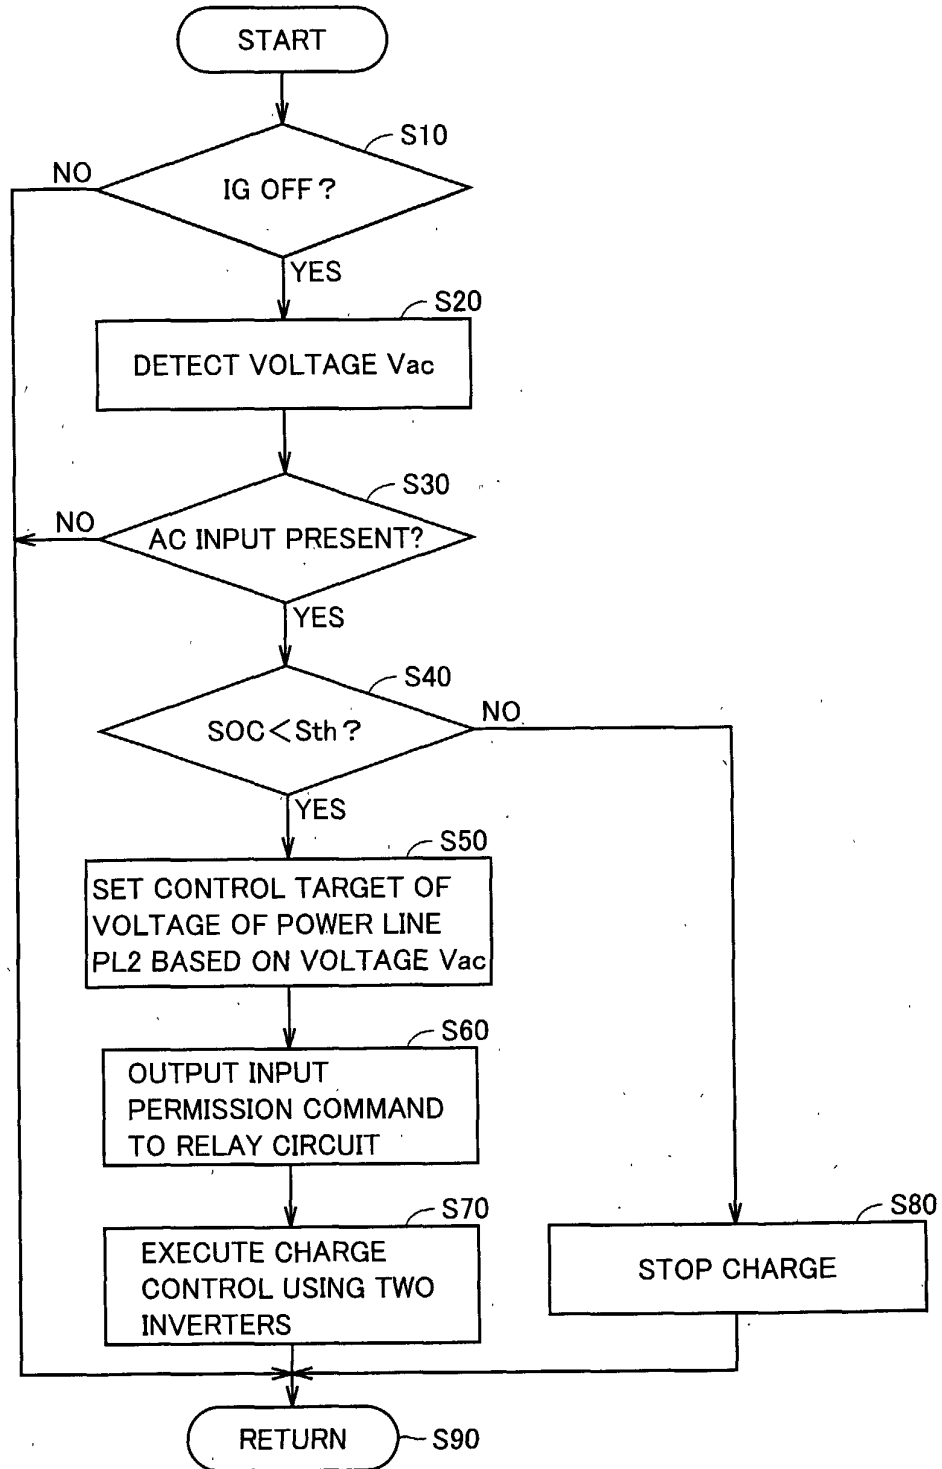 START
S10
NO
IG OFF?
YES
S20
DETECT VOLTAGE Vac
S30
NO
AC INPUT PRESENT?
YES
S40
NO
SOC<Sth?
YES
S50
SET CONTROL TARGET OF
VOLTAGE OF POWER LINE
PL2 BASED ON VOLTAGE Vac
S60
OUTPUT INPUT
PERMISSION COMMAND
TO RELAY CIRCUIT
S70
EXECUTE CHARGE
CONTROL USING TWO
INVERTERS
S80
STOP CHARGE
RETURN
S90